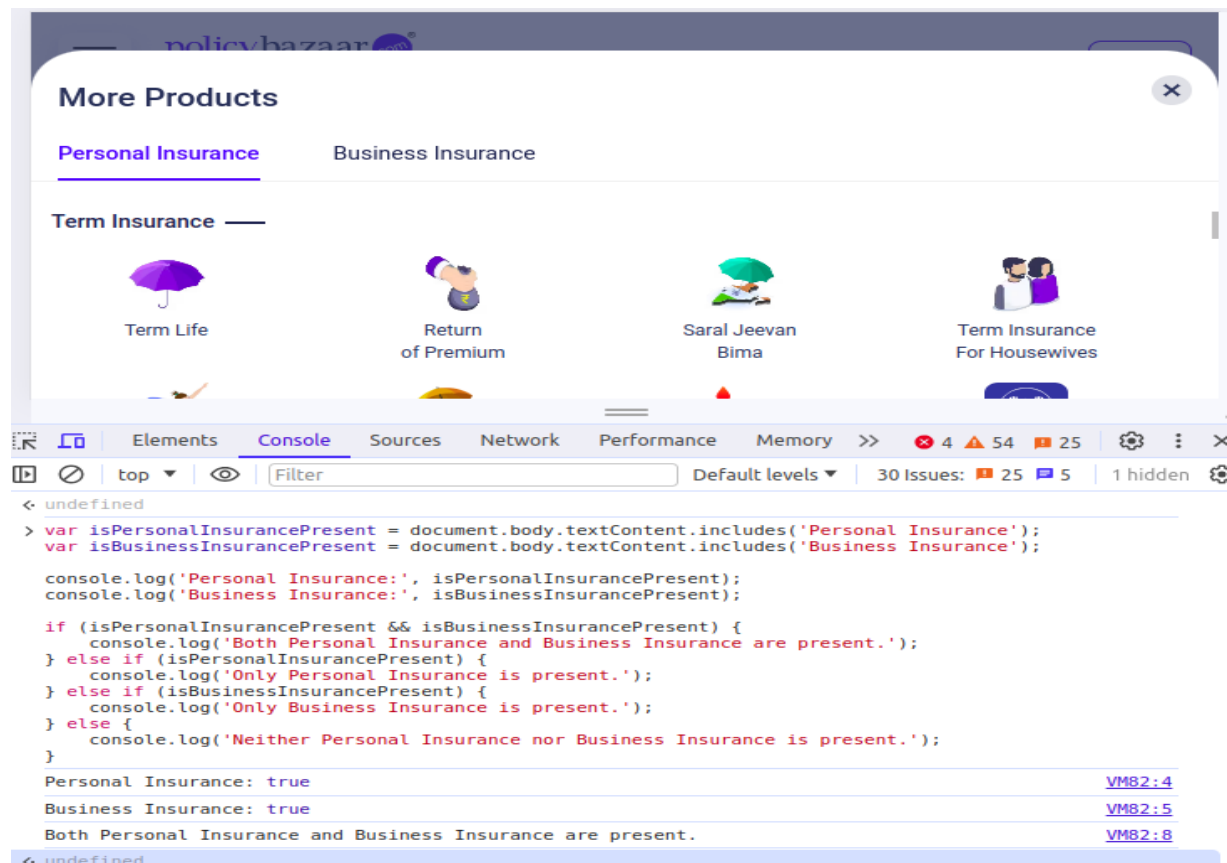 policybazaar.com
More Products
Personal Insurance Business Insurance
Term Insurance
Term Life
Return
of Premium
Saral Jeevan
Bima
Term Insurance
For Housewives
Elements Console Sources Network Performance Memory >> 4 54 25
top ▼ Filter Default levels ▼ 30 Issues: 25 5 1 hidden
undefined
> var isPersonalInsurancePresent = document.body.textContent.includes('Personal Insurance');
var isBusinessInsurancePresent = document.body.textContent.includes('Business Insurance');
console.log('Personal Insurance:', isPersonalInsurancePresent);
console.log('Business Insurance:', isBusinessInsurancePresent);
if (isPersonalInsurancePresent && isBusinessInsurancePresent) {
    console.log('Both Personal Insurance and Business Insurance are present.');
} else if (isPersonalInsurancePresent) {
    console.log('Only Personal Insurance is present.');
} else if (isBusinessInsurancePresent) {
    console.log('Only Business Insurance is present.');
} else {
    console.log('Neither Personal Insurance nor Business Insurance is present.');
}
Personal Insurance: true VM82:4
Business Insurance: true VM82:5
Both Personal Insurance and Business Insurance are present. VM82:8
undefined